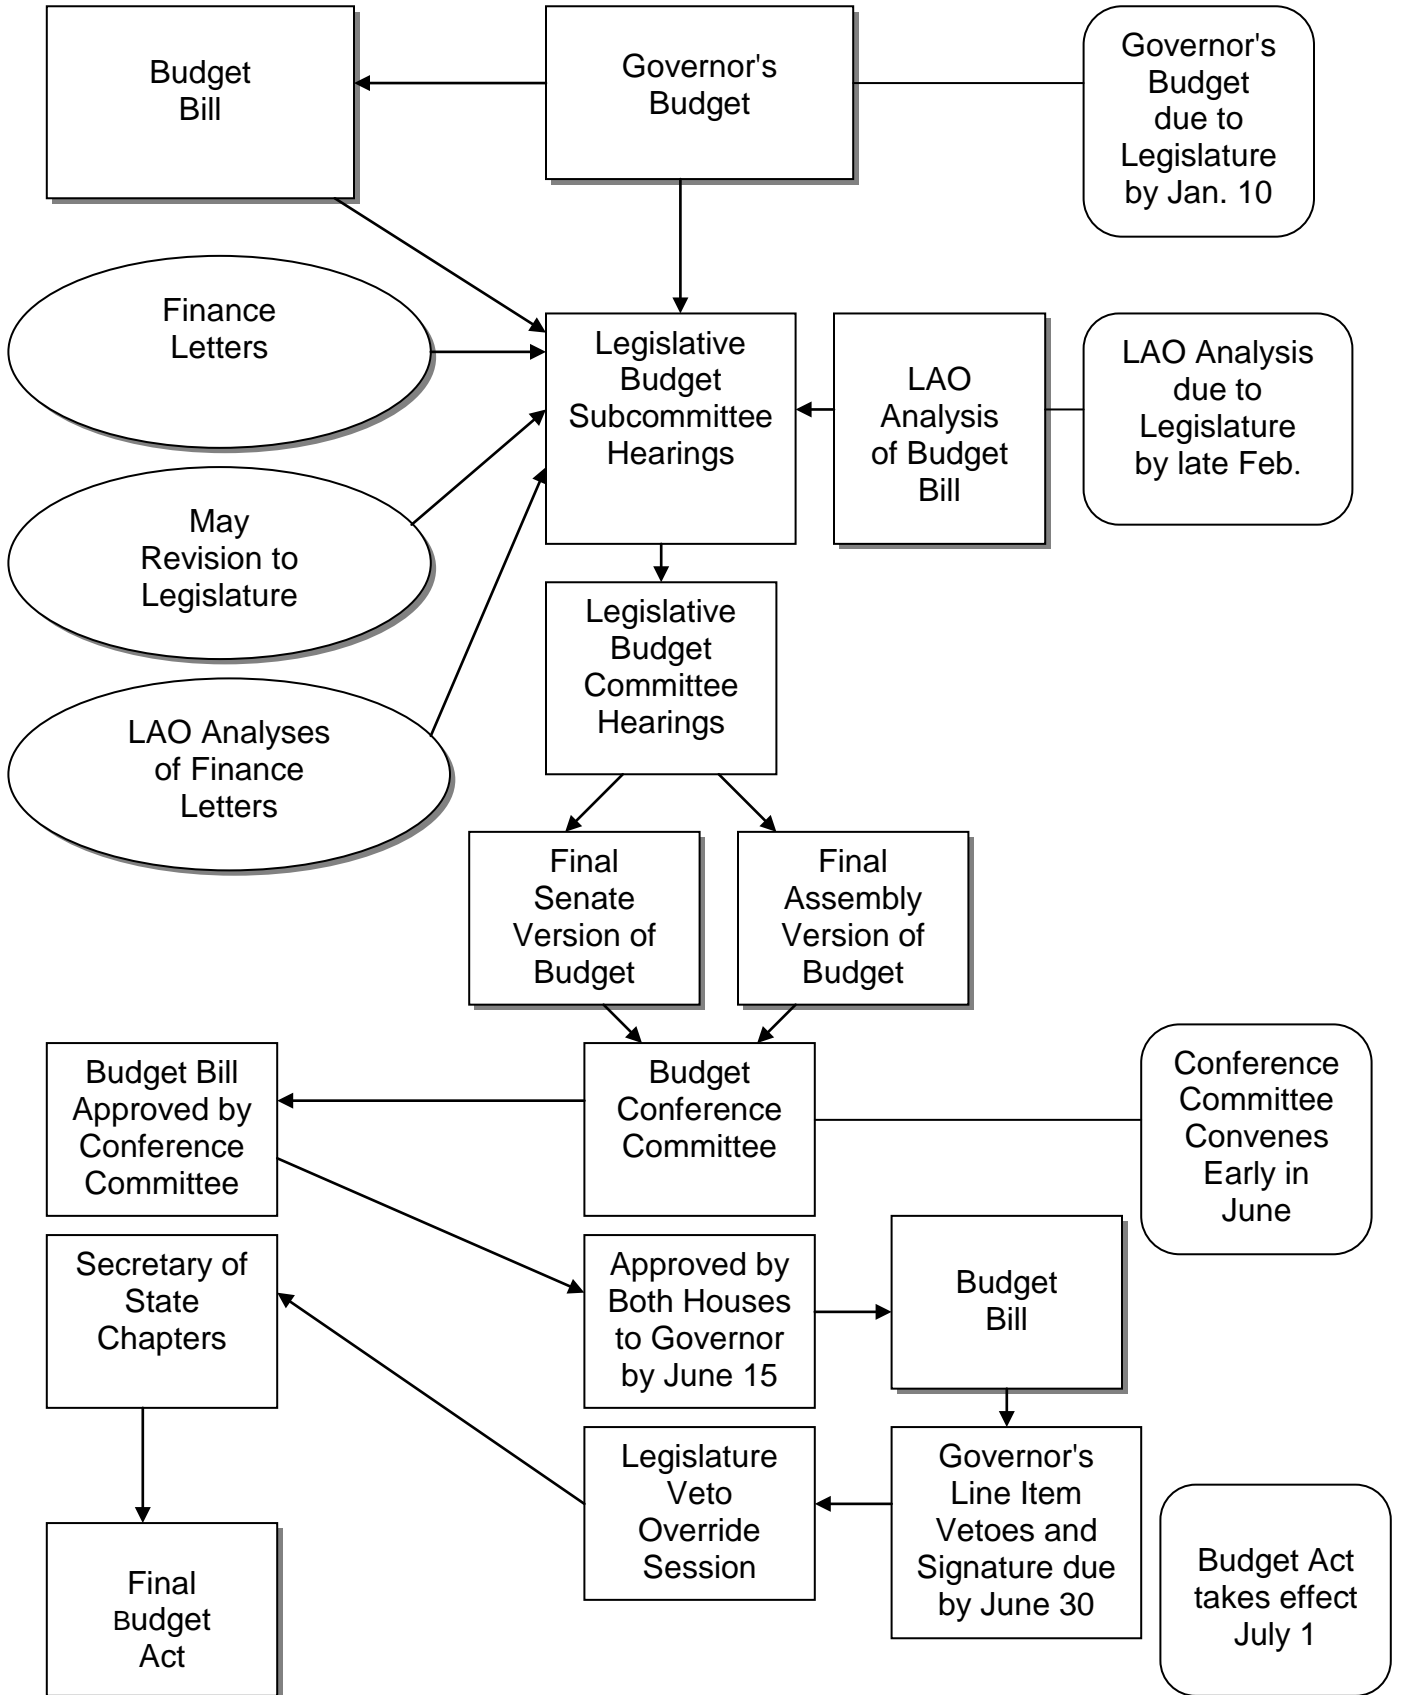 Budget
Bill
Governor's
Budget
Governor's
Budget
due to
Legislature
by Jan. 10
Finance
Letters
Legislative
Budget
Subcommittee
Hearings
LAO
Analysis
of Budget
Bill
LAO Analysis
due to
Legislature
by late Feb.
May
Revision to
Legislature
Legislative
Budget
Committee
Hearings
LAO Analyses
of Finance
Letters
Final
Senate
Version of
Budget
Final
Assembly
Version of
Budget
Budget Bill
Approved by
Conference
Committee
Budget
Conference
Committee
Conference
Committee
Convenes
Early in
June
Secretary of
State
Chapters
Approved by
Both Houses
to Governor
by June 15
Budget
Bill
Legislature
Veto
Override
Session
Governor's
Line Item
Vetoes and
Signature due
by June 30
Budget Act
takes effect
July 1
Final
Budget
Act